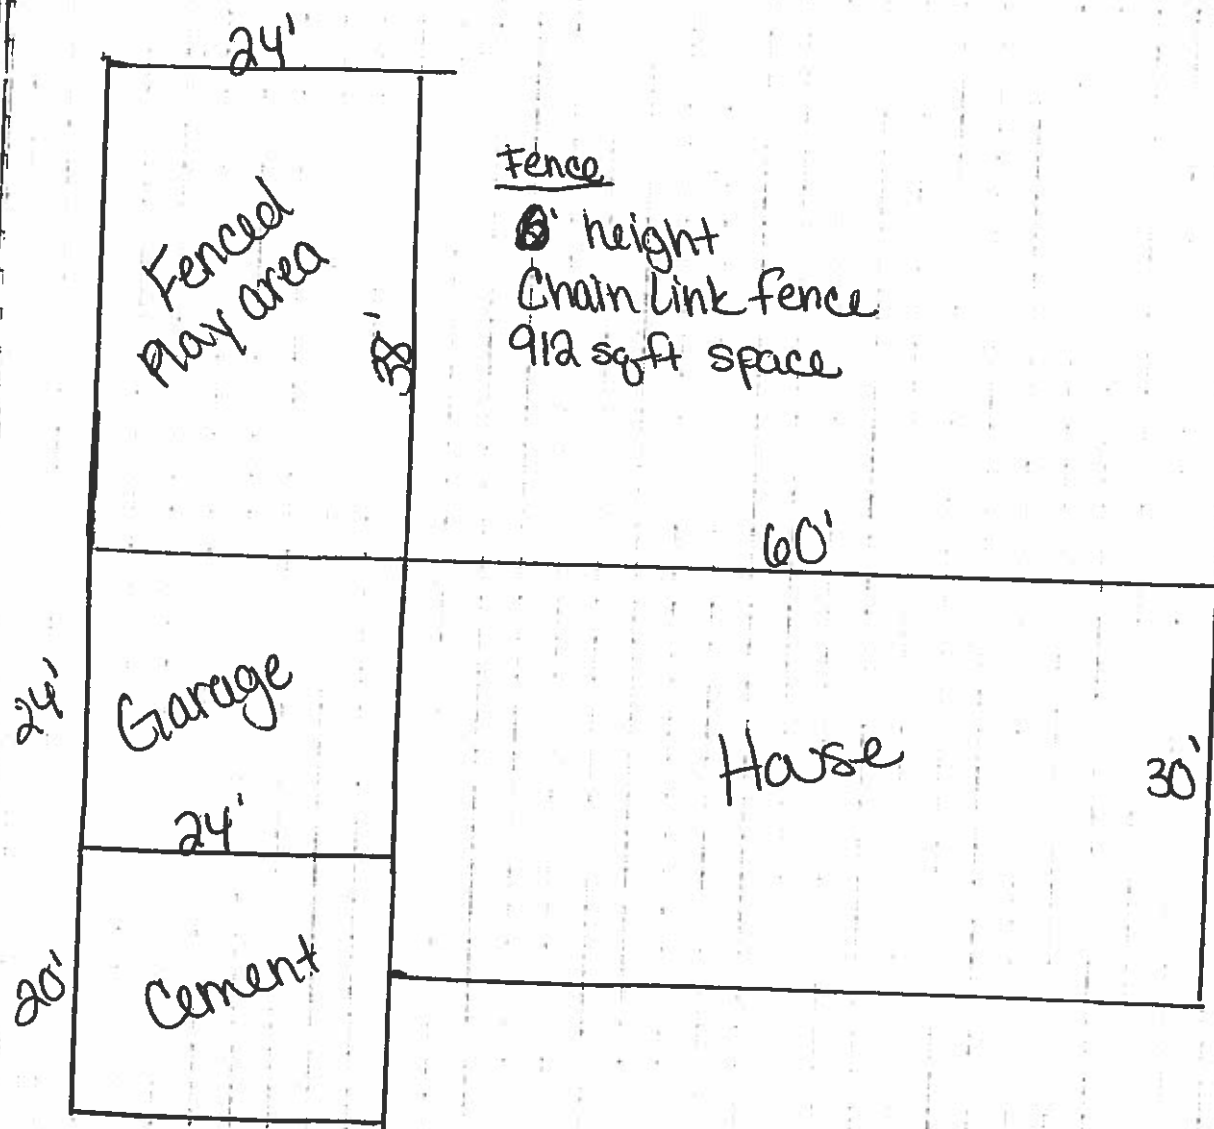 24'
Fenced
Play area
38'
Fence
' height
Chain link fence
912 sqft space
60'
24'
Garage
House
30'
24'
20'
Cement